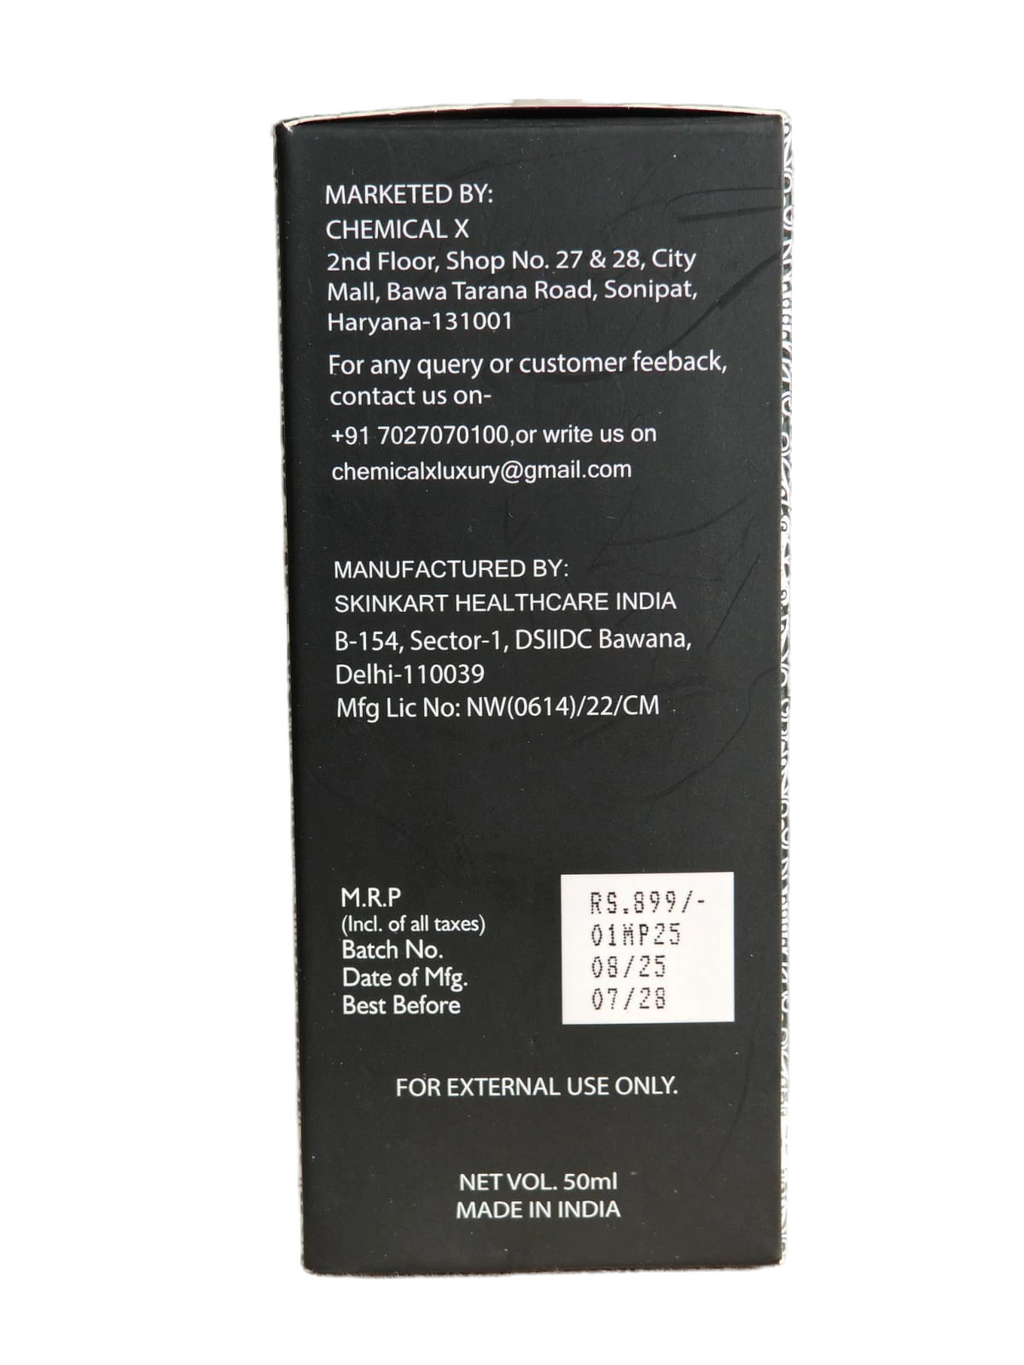 MARKETED BY:
CHEMICAL X
2nd Floor, Shop No. 27 & 28, City
Mall, Bawa Tarana Road, Sonipat,
Haryana-131001
For any query or customer feeback,
contact us on-
+91 7027070100,or write us on
chemicalxluxury@gmail.com
MANUFACTURED BY:
SKINKART HEALTHCARE INDIA
B-154, Sector-1, DSIIDC Bawana,
Delhi-110039
Mfg Lic No: NW(0614)/22/CM
M.R.P RS.899/-
(Incl. of all taxes)
Batch No. 01MP25
Date of Mfg. 08/25
Best Before 07/28
FOR EXTERNAL USE ONLY.
NET VOL. 50ml
MADE IN INDIA